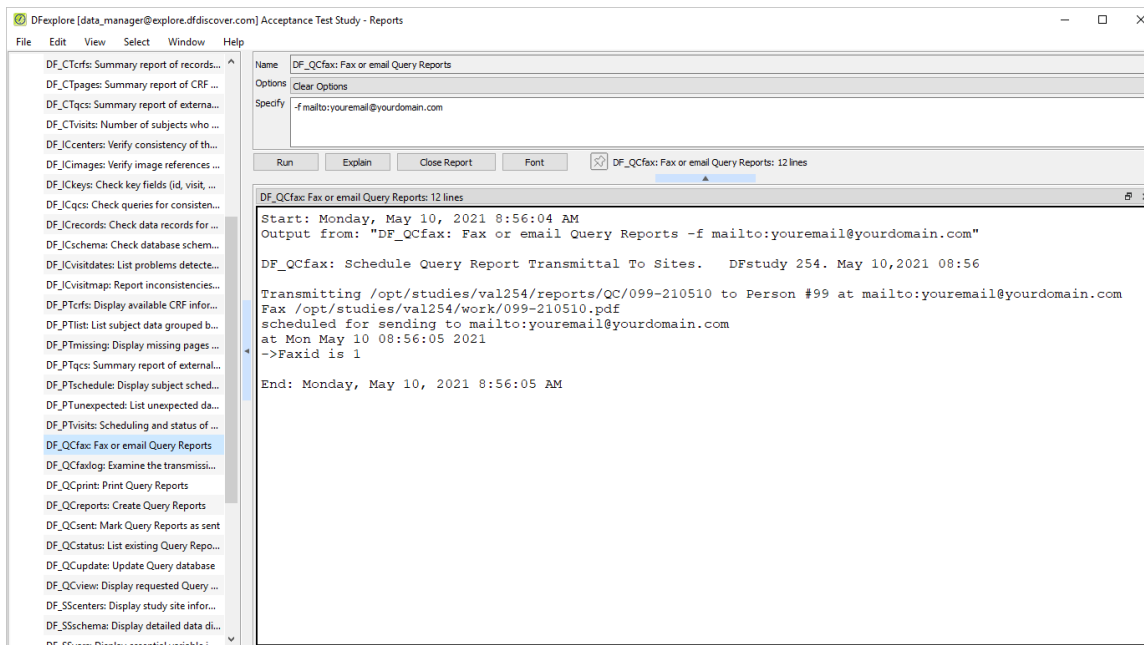 DFexplore [data_manager@explore.dfdiscover.com] Acceptance Test Study - Reports
File Edit View Select Window Help
DF_CTcrfs: Summary report of records...
DF_CTpages: Summary report of CRF ...
DF_CTqcs: Summary report of externa...
DF_CTvisits: Number of subjects who ...
DF_ICcenters: Verify consistency of th...
DF_ICimages: Verify image references ...
DF_ICkeys: Check key fields (id, visit, ...
DF_ICqcs: Check queries for consisten...
DF_ICrecords: Check data records for ...
DF_ICschema: Check database schem...
DF_ICvisitdates: List problems detecte...
DF_ICvisitmap: Report inconsistencies...
DF_PTcrfs: Display available CRF infor...
DF_PTlist: List subject data grouped b...
DF_PTmissing: Display missing pages ...
DF_PTqcs: Summary report of external...
DF_PTschedule: Display subject sched...
DF_PTunexpected: List unexpected da...
DF_PTvisits: Scheduling and status of ...
DF_QCfax: Fax or email Query Reports
DF_QCfaxlog: Examine the transmissi...
DF_QCprint: Print Query Reports
DF_QCreports: Create Query Reports
DF_QCsent: Mark Query Reports as sent
DF_QCstatus: List existing Query Repo...
DF_QCupdate: Update Query database
DF_QCview: Display requested Query ...
DF_SScenters: Display study site infor...
DF_SSschema: Display detailed data di...
Name DF_QCfax: Fax or email Query Reports
Options Clear Options
Specify -f mailto:youremail@yourdomain.com
Run Explain Close Report Font DF_QCfax: Fax or email Query Reports: 12 lines
DF_QCfax: Fax or email Query Reports: 12 lines
Start: Monday, May 10, 2021 8:56:04 AM
Output from: "DF_QCfax: Fax or email Query Reports -f mailto:youremail@yourdomain.com"
DF_QCfax: Schedule Query Report Transmittal To Sites. DFstudy 254. May 10,2021 08:56
Transmitting /opt/studies/val254/reports/QC/099-210510 to Person #99 at mailto:youremail@yourdomain.com
Fax /opt/studies/val254/work/099-210510.pdf
scheduled for sending to mailto:youremail@yourdomain.com
at Mon May 10 08:56:05 2021
->Faxid is 1
End: Monday, May 10, 2021 8:56:05 AM